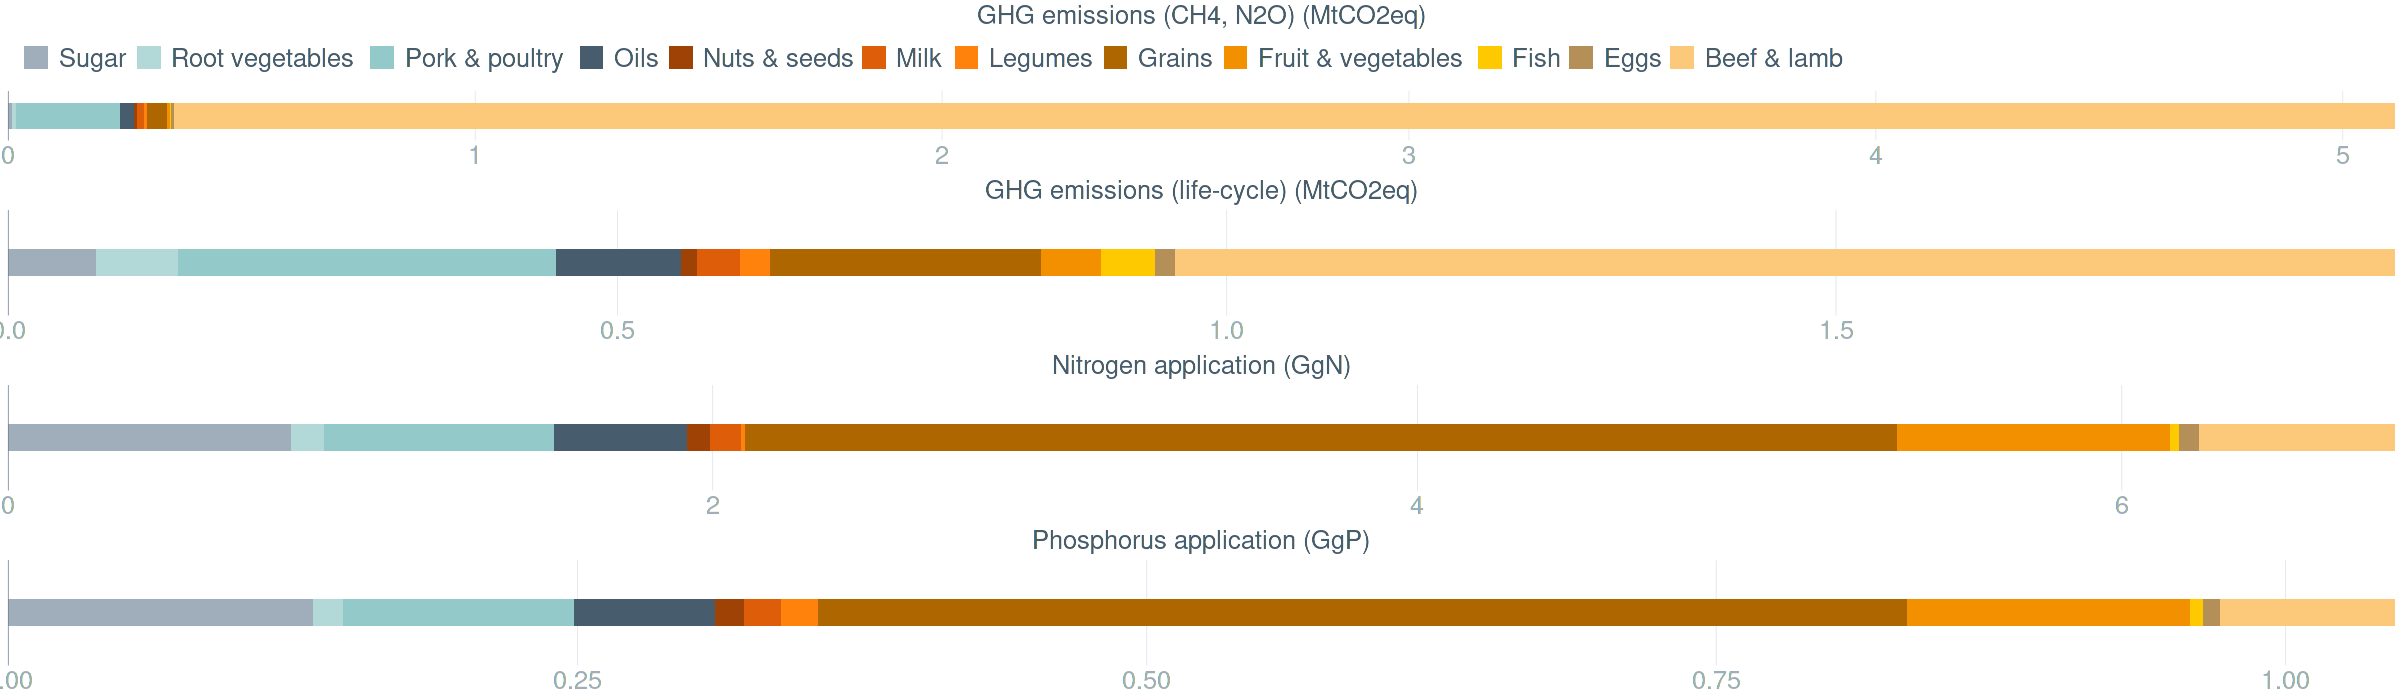 GHG emissions (CH4, N2O) (MtCO2eq)
Sugar Root vegetables Pork & poultry Oils Nuts & seeds Milk Legumes Grains Fruit & vegetables Fish Eggs Beef & lamb
0 1 2 3 4 5
GHG emissions (life-cycle) (MtCO2eq)
0.0 0.5 1.0 1.5
Nitrogen application (GgN)
0 2 4 6
Phosphorus application (GgP)
.00 0.25 0.50 0.75 1.00